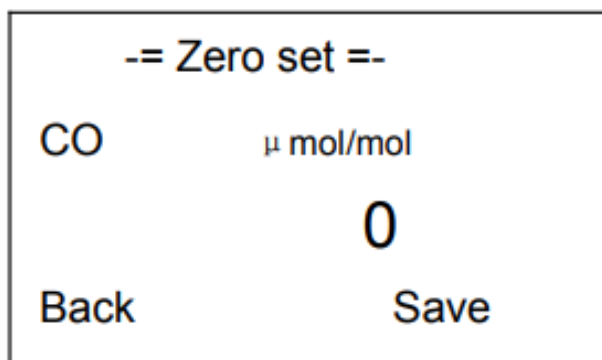 -= Zero set =-
CO μ mol/mol
0
Back Save